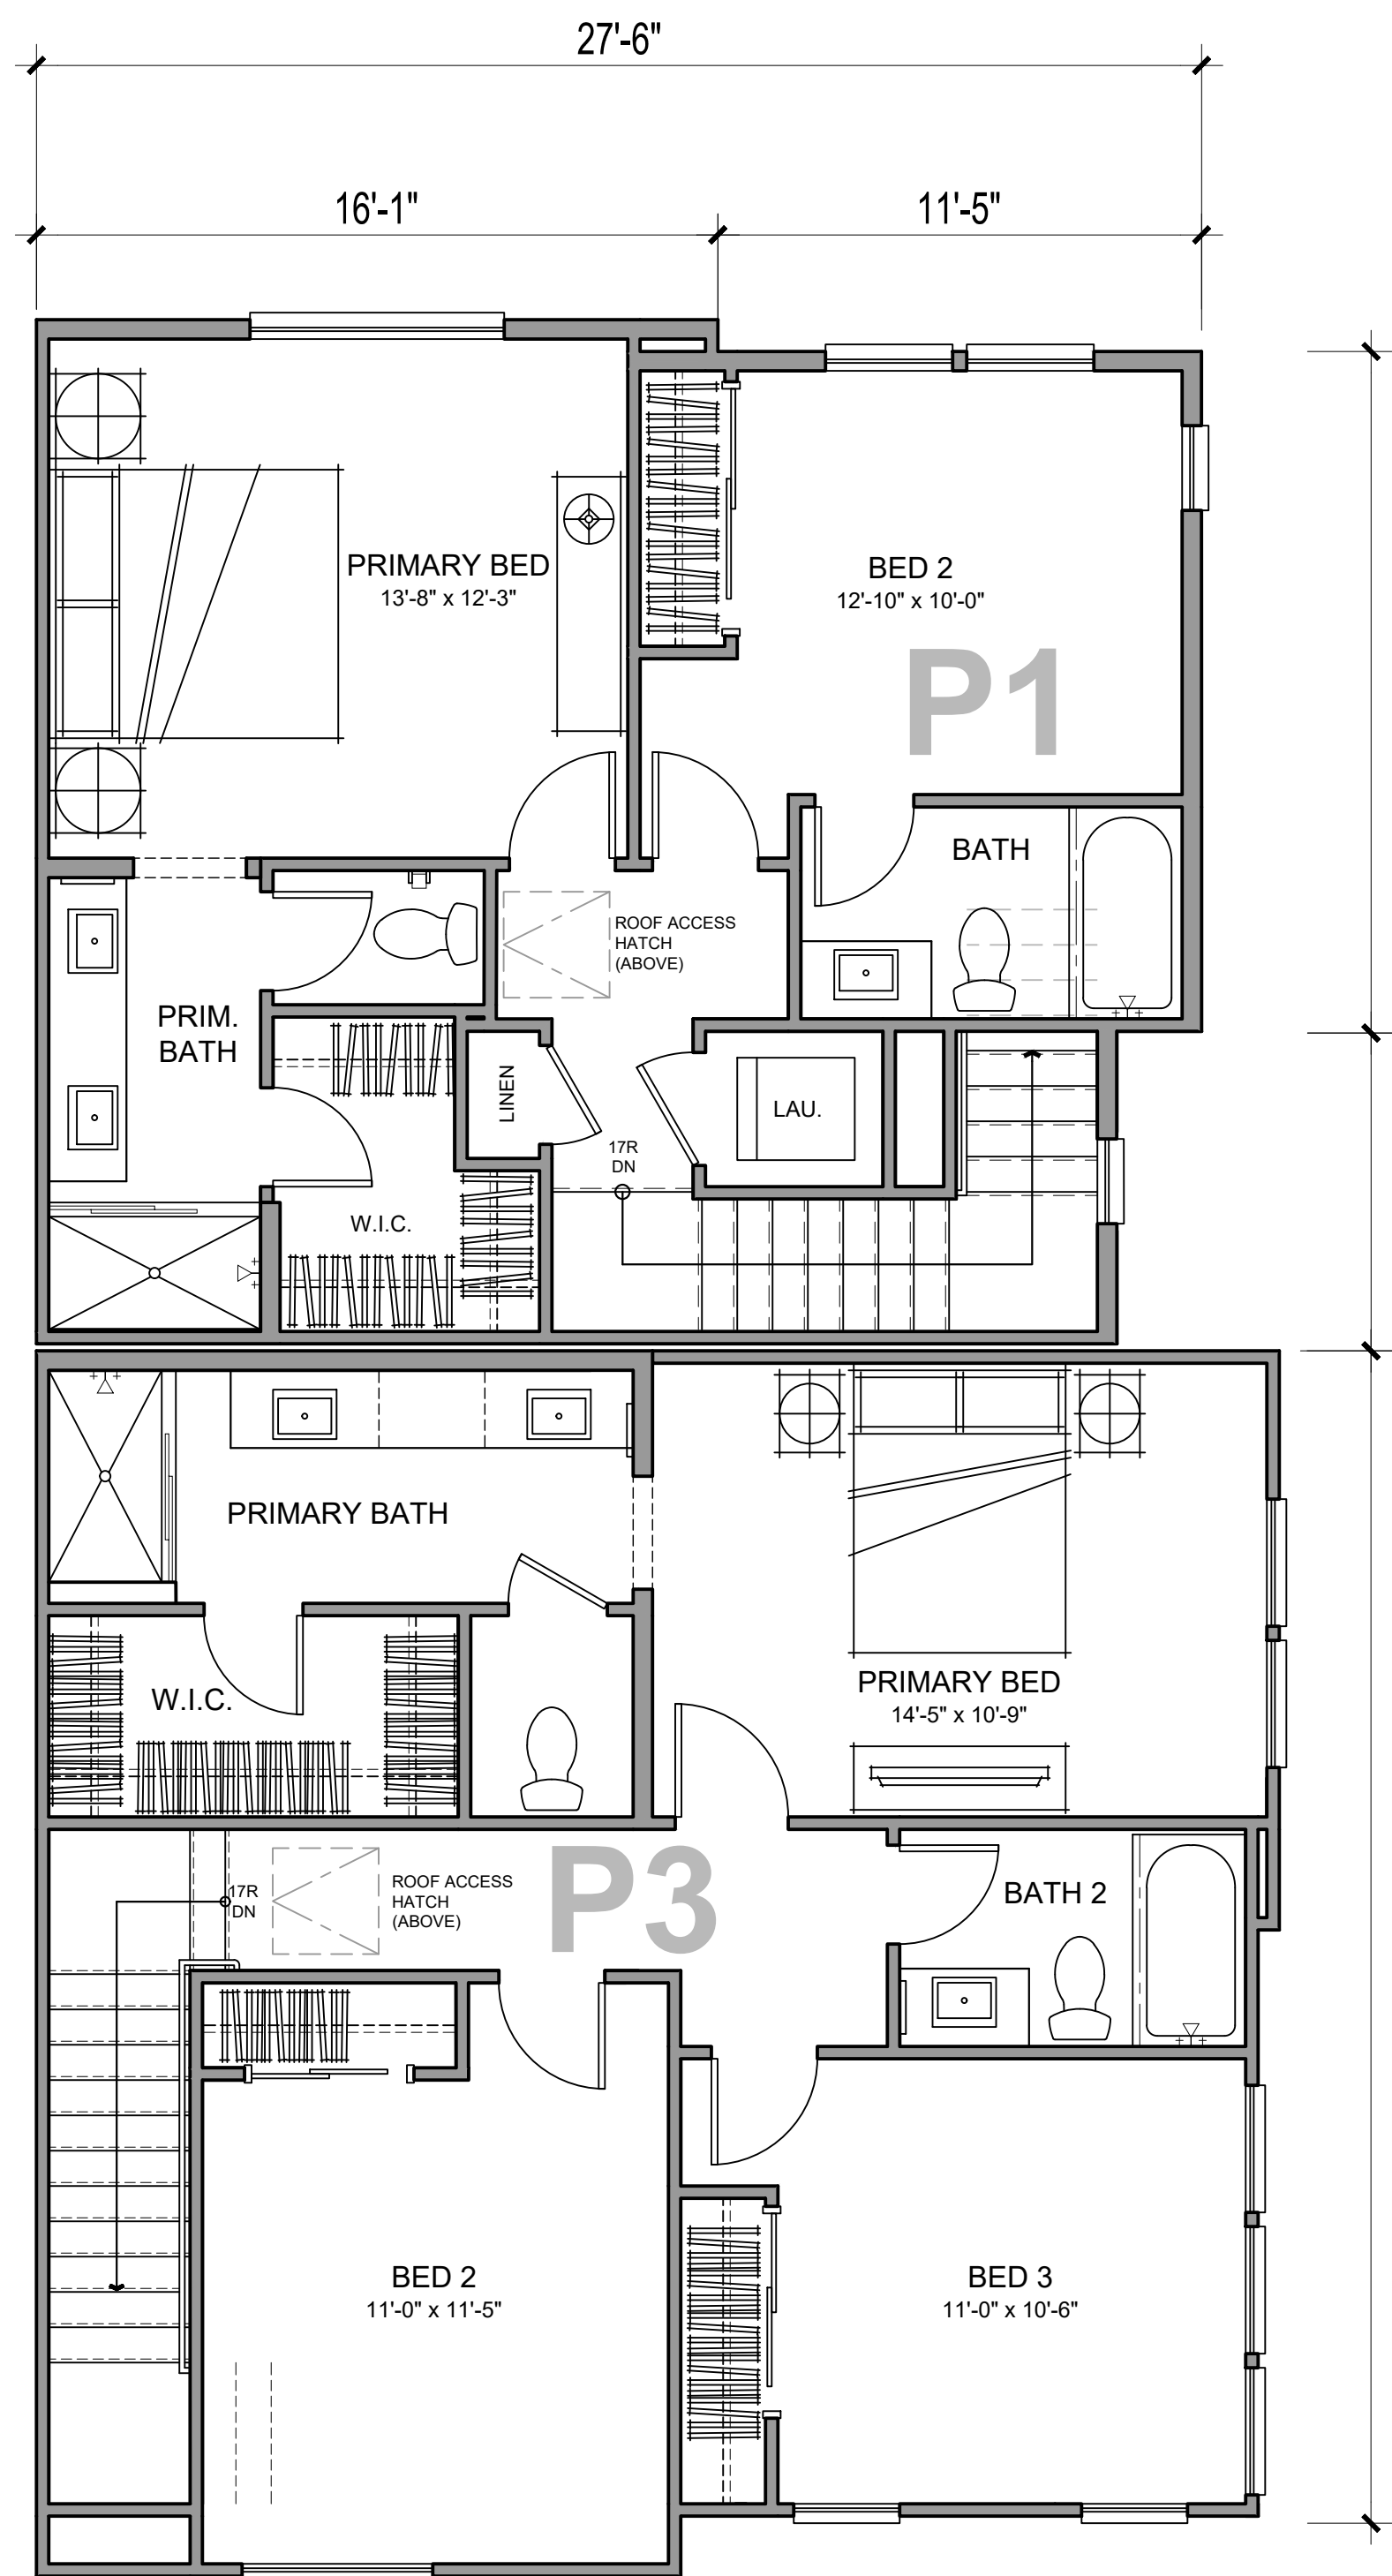 27'-6"
16'-1"
11'-5"
PRIMARY BED
13'-8" x 12'-3"
BED 2
12'-10" x 10'-0"
P1
BATH
ROOF ACCESS
HATCH
(ABOVE)
PRIM.
BATH
LINEN
LAU.
17R
DN
W.I.C.
PRIMARY BATH
PRIMARY BED
14'-5" x 10'-9"
W.I.C.
P3
ROOF ACCESS
HATCH
(ABOVE)
17R
DN
BATH 2
BED 2
11'-0" x 11'-5"
BED 3
11'-0" x 10'-6"